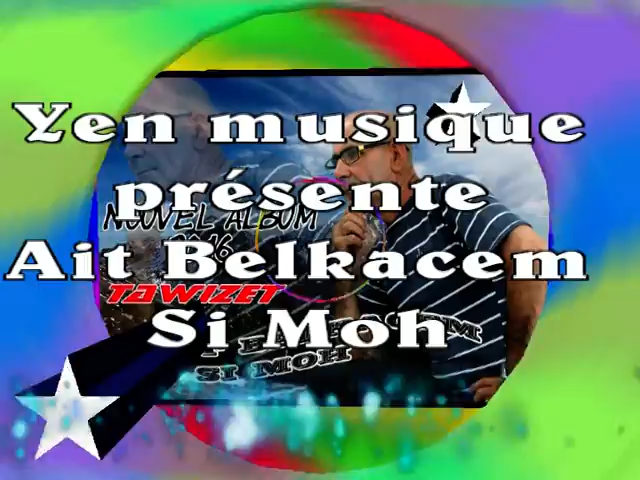 Yen musique
présente
NOUVEL ALBUM
Ait Belkacem
TAWIZET
Si Moh
SI MOH